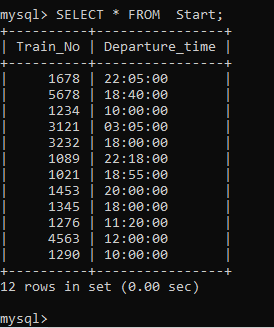 mysql> SELECT * FROM  Start;
+----------+----------------+
| Train_No | Departure_time |
+----------+----------------+
|     1678 | 22:05:00       |
|     5678 | 18:40:00       |
|     1234 | 10:00:00       |
|     3121 | 03:05:00       |
|     3232 | 18:00:00       |
|     1089 | 22:18:00       |
|     1021 | 18:55:00       |
|     1453 | 20:00:00       |
|     1345 | 18:00:00       |
|     1276 | 11:20:00       |
|     4563 | 12:00:00       |
|     1290 | 10:00:00       |
+----------+----------------+
12 rows in set (0.00 sec)
mysql>